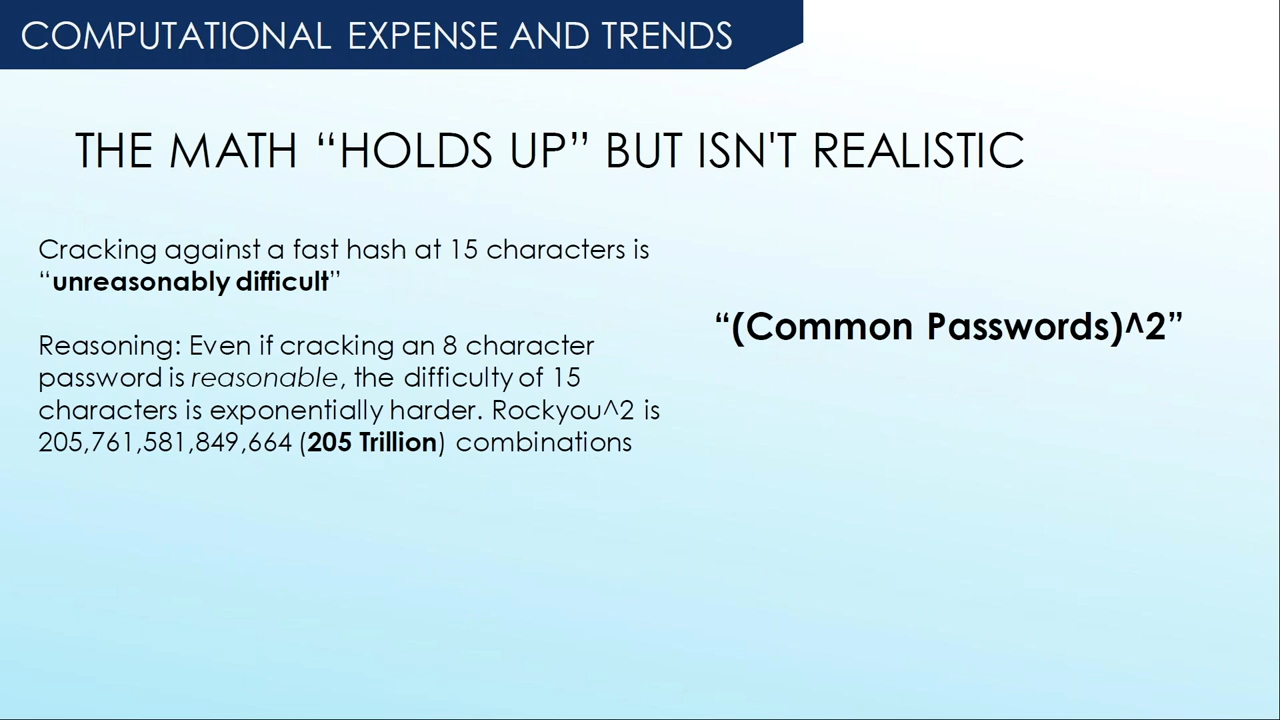 COMPUTATIONAL EXPENSE AND TRENDS
THE MATH “HOLDS UP” BUT ISN'T REALISTIC
Cracking against a fast hash at 15 characters is
“unreasonably difficult”
Reasoning: Even if cracking an 8 character
password is reasonable, the difficulty of 15
characters is exponentially harder. Rockyou^2 is
205,761,581,849,664 (205 Trillion) combinations
“(Common Passwords)^2”